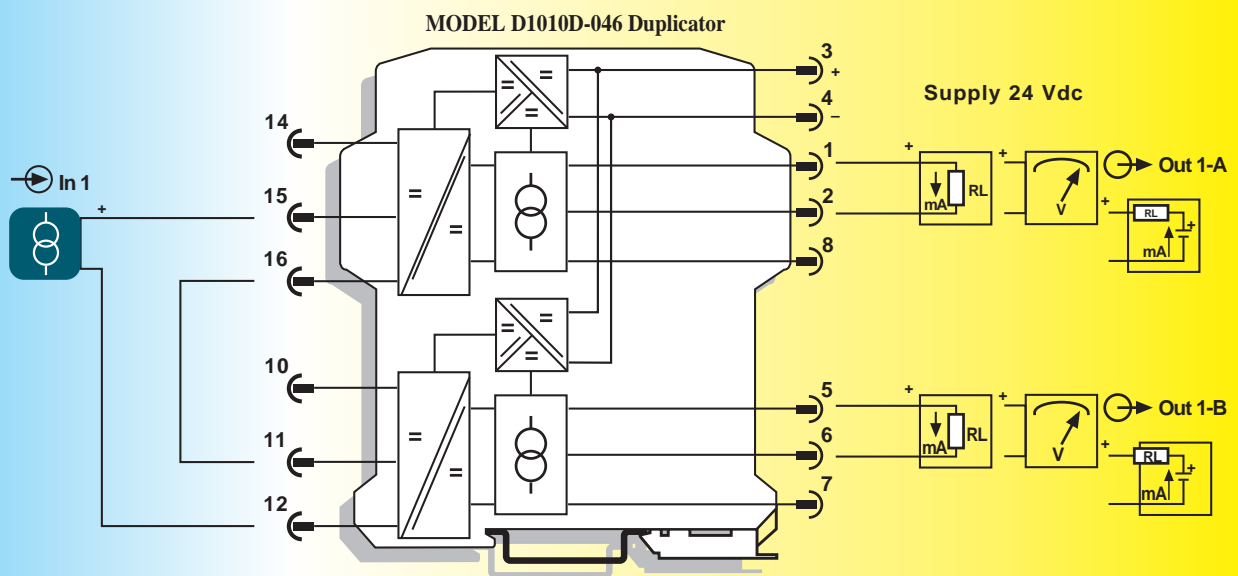 MODEL D1010D-046 Duplicator
3
+
Supply 24 Vdc
4
–
14
1
+
+
Out 1-A
mA
RL
V
In 1
15
+
2
+
RL
+
mA
16
8
10
5
+
+
Out 1-B
mA
RL
V
11
6
+
RL
+
mA
12
7
= = =
= =
= = =
= =